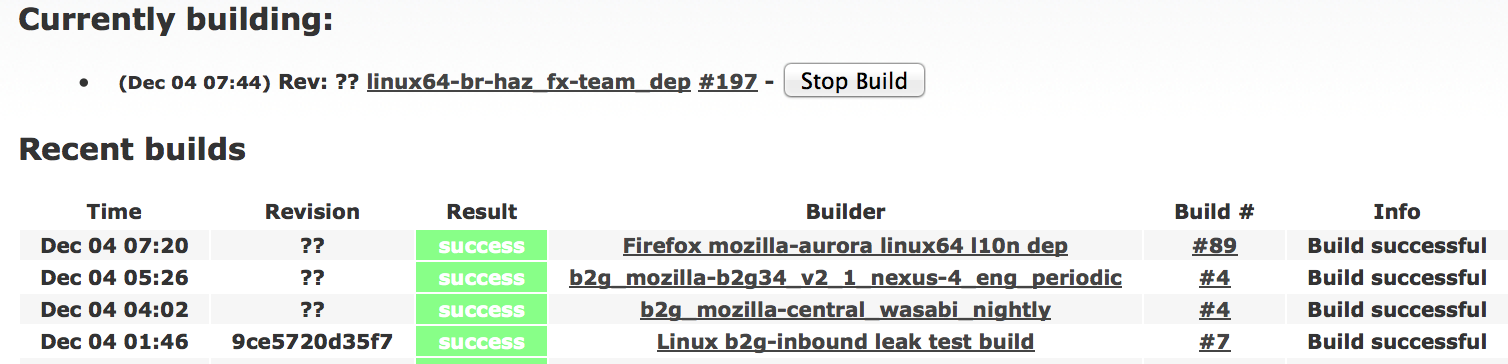 Currently building:
• (Dec 04 07:44) Rev: ?? linux64-br-haz_fx-team_dep #197 - Stop Build
Recent builds
Time Revision Result Builder Build # Info
Dec 04 07:20 ?? success Firefox mozilla-aurora linux64 l10n dep #89 Build successful
Dec 04 05:26 ?? success b2g_mozilla-b2g34_v2_1_nexus-4_eng_periodic #4 Build successful
Dec 04 04:02 ?? success b2g_mozilla-central_wasabi_nightly #4 Build successful
Dec 04 01:46 9ce5720d35f7 success Linux b2g-inbound leak test build #7 Build successful